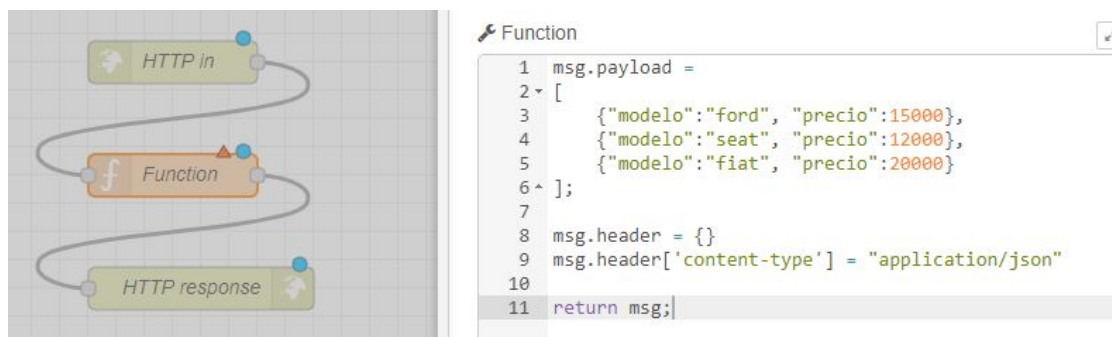 HTTP in
Function
HTTP response
Function
1 msg.payload =
2 [
3 {"modelo":"ford", "precio":15000},
4 {"modelo":"seat", "precio":12000},
5 {"modelo":"fiat", "precio":20000}
6 ];
7
8 msg.header = {}
9 msg.header['content-type'] = "application/json"
10
11 return msg;